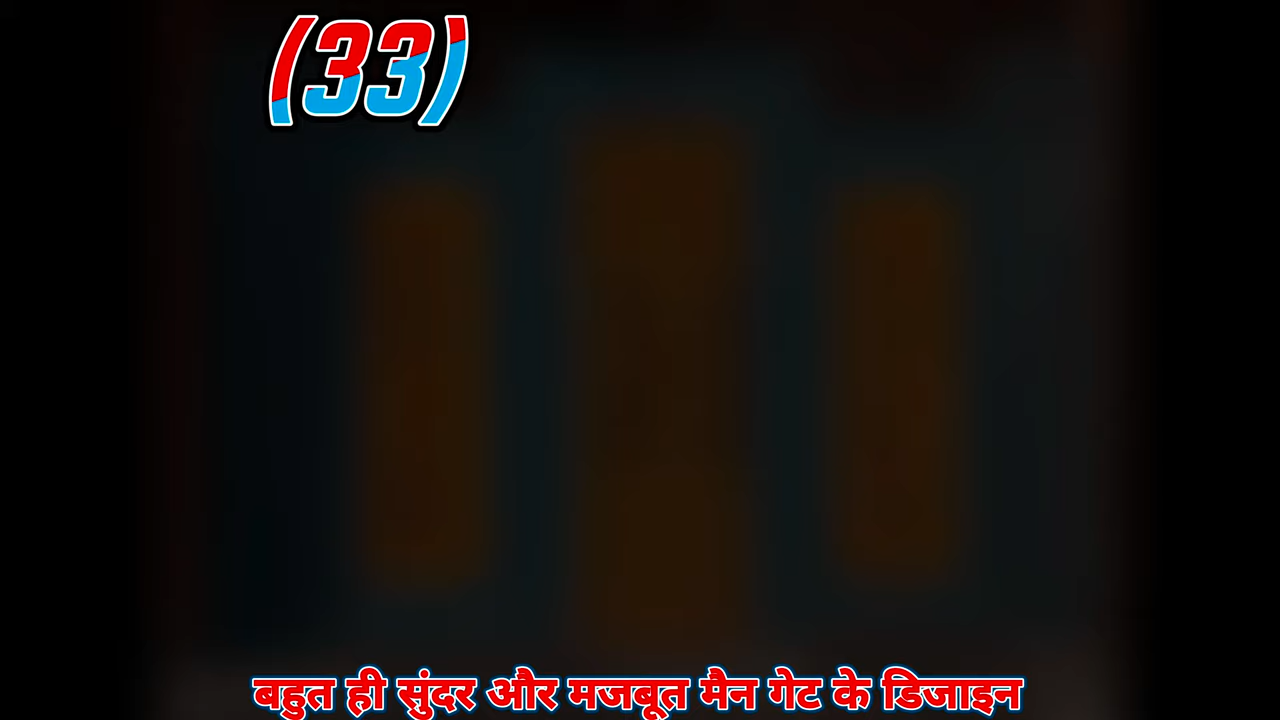 (33)
बहुत ही सुंदर और मजबूत मैन गेट के डिजाइन